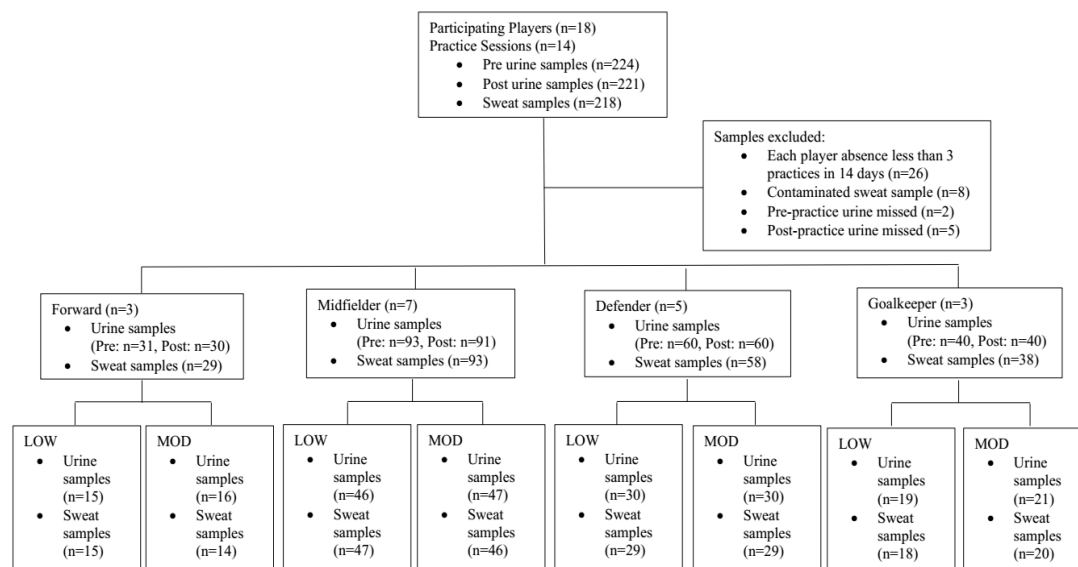 Participating Players (n=18)
Practice Sessions (n=14)
• Pre urine samples (n=224)
• Post urine samples (n=221)
• Sweat samples (n=218)
Samples excluded:
• Each player absence less than 3
practices in 14 days (n=26)
• Contaminated sweat sample (n=8)
• Pre-practice urine missed (n=2)
• Post-practice urine missed (n=5)
Forward (n=3)
• Urine samples
(Pre: n=31, Post: n=30)
• Sweat samples (n=29)
Midfielder (n=7)
• Urine samples
(Pre: n=93, Post: n=91)
• Sweat samples (n=93)
Defender (n=5)
• Urine samples
(Pre: n=60, Post: n=60)
• Sweat samples (n=58)
Goalkeeper (n=3)
• Urine samples
(Pre: n=40, Post: n=40)
• Sweat samples (n=38)
LOW
• Urine
samples
(n=15)
• Sweat
samples
(n=15)
MOD
• Urine
samples
(n=16)
• Sweat
samples
(n=14)
LOW
• Urine
samples
(n=46)
• Sweat
samples
(n=47)
MOD
• Urine
samples
(n=47)
• Sweat
samples
(n=46)
LOW
• Urine
samples
(n=30)
• Sweat
samples
(n=29)
MOD
• Urine
samples
(n=30)
• Sweat
samples
(n=29)
LOW
• Urine
samples
(n=19)
• Sweat
samples
(n=18)
MOD
• Urine
samples
(n=21)
• Sweat
samples
(n=20)